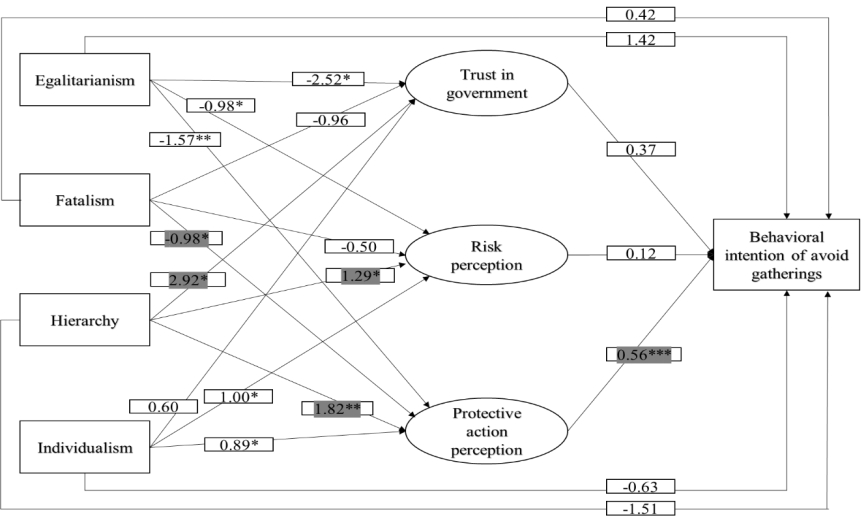 0.42
1.42
Egalitarianism
-2.52*
Trust in
government
-0.98*
-0.96
-1.57**
0.37
Fatalism
-0.98*
-0.50
Risk
perception
0.12
Behavioral
intention of avoid
gatherings
2.92*
1.29*
Hierarchy
0.56***
1.00*
0.60
1.82**
Protective
action
perception
Individualism
0.89*
-0.63
-1.51